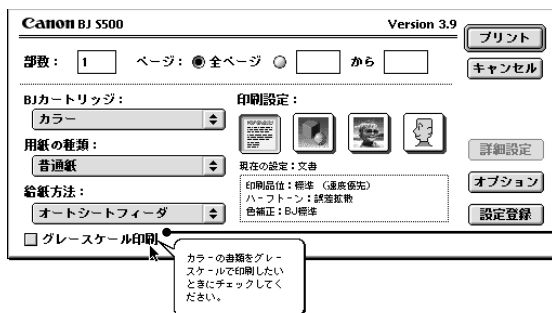 Canon BJ S500 Version 3.9
プリント
部数： 1 ページ： 全ページ から
キャンセル
BJカートリッジ：
カラー
用紙の種類：
普通紙
給紙方法：
オートシートフィーダ
グレースケール印刷
印刷設定：
現在の設定：文書
印刷品位：標準 （速度優先）
ハーフトーン：誤差拡散
色補正：BJ標準
詳細設定
オプション
設定登録
カラーの書類をグレー
スケールで印刷したい
ときにチェックしてく
ださい。